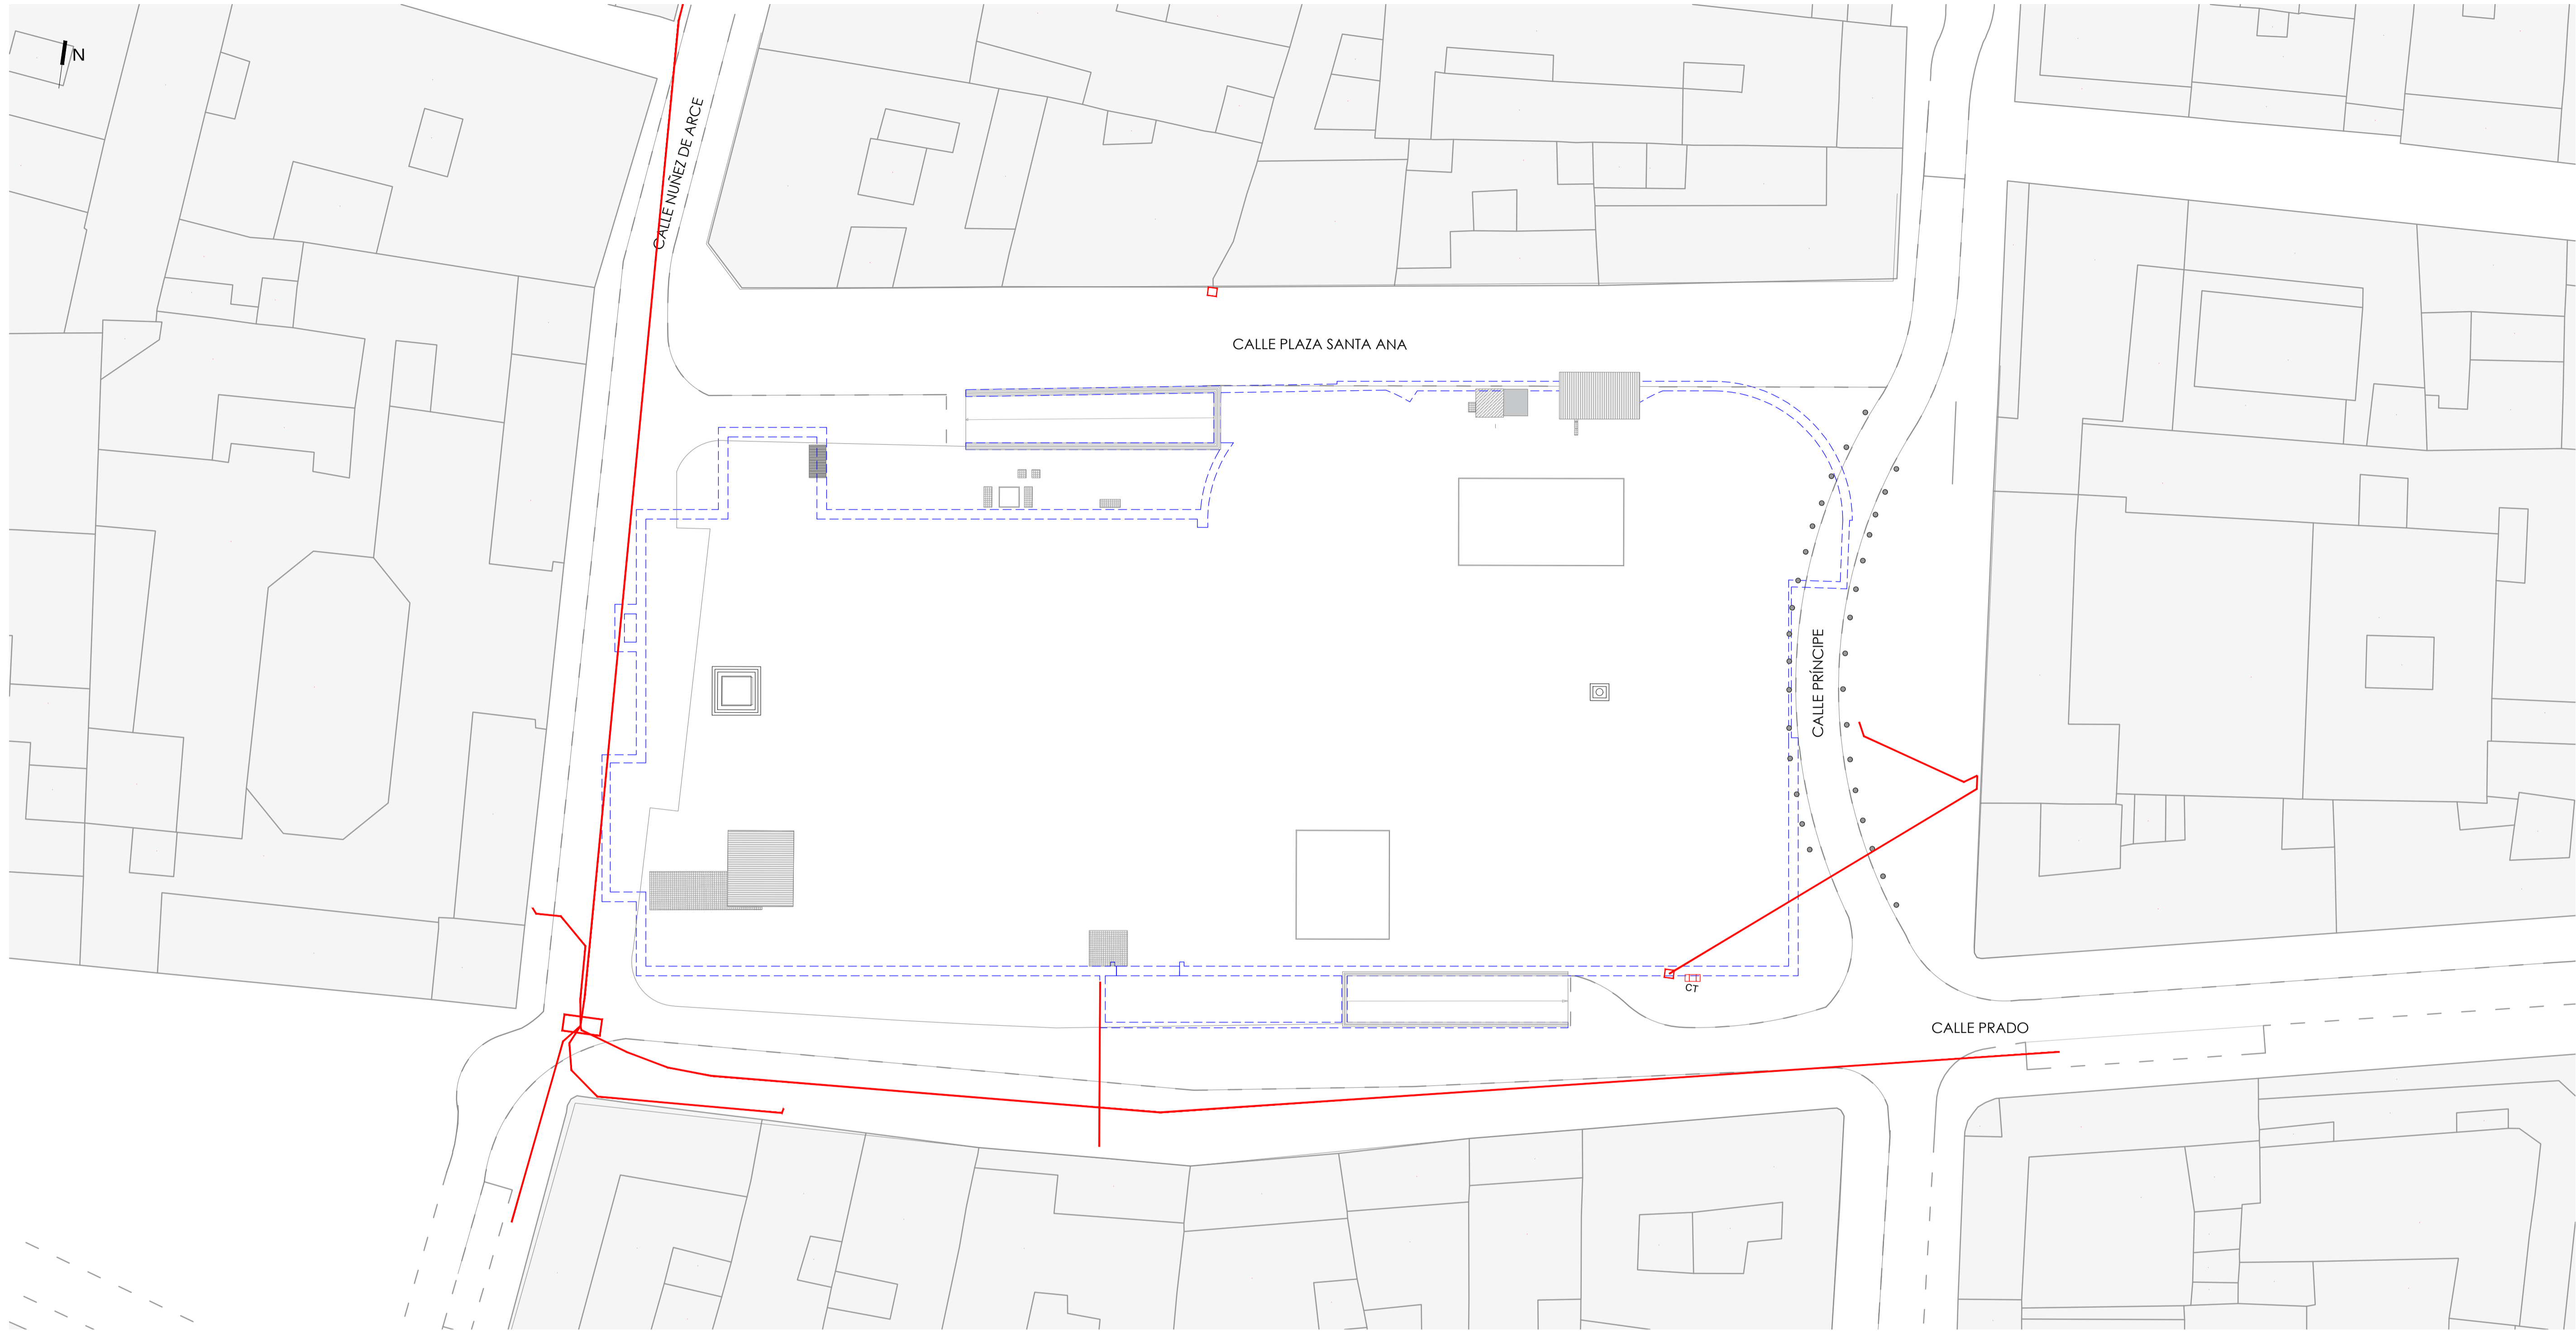 N
CALLE NUÑEZ DE ARCE
CALLE PLAZA SANTA ANA
CALLE PRÍNCIPE
CT
CALLE PRADO